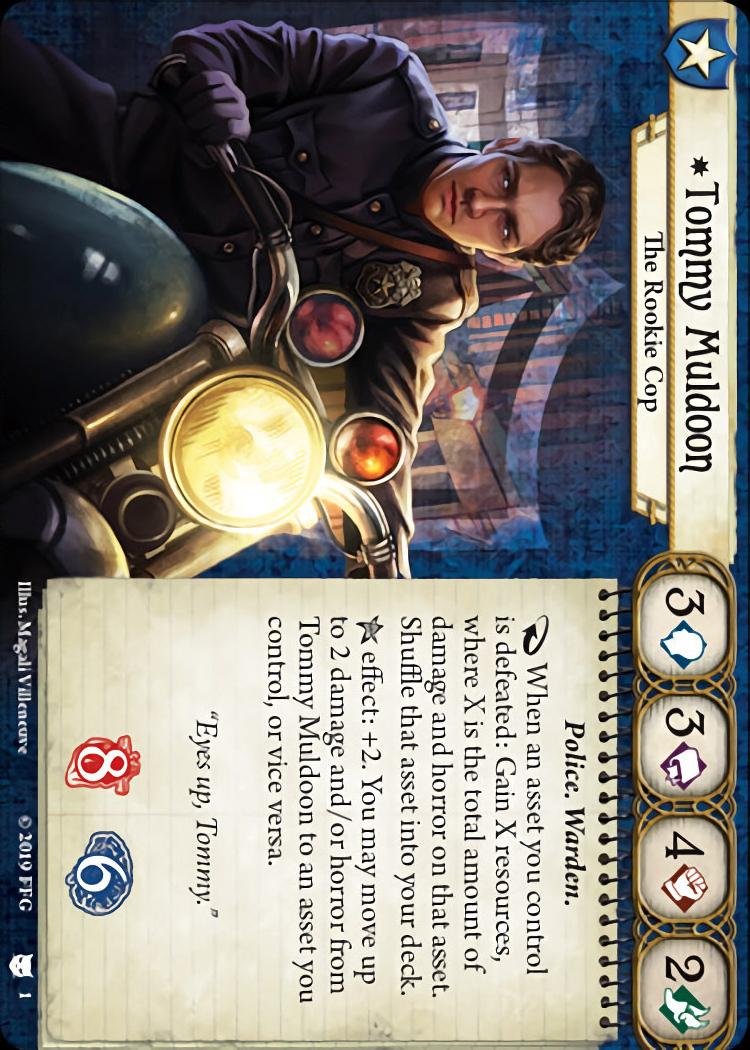 Tommy Muldoon
The Rookie Cop
3 3 4 2
Police. Warden.
When an asset you control
is defeated: Gain X resources,
where X is the total amount of
damage and horror on that asset.
Shuffle that asset into your deck.
effect: +2. You may move up
to 2 damage and/or horror from
Tommy Muldoon to an asset you
control, or vice versa.
“Eyes up, Tommy.”
8 6
Illus. Magali Villeneuve
© 2019 FFG
1